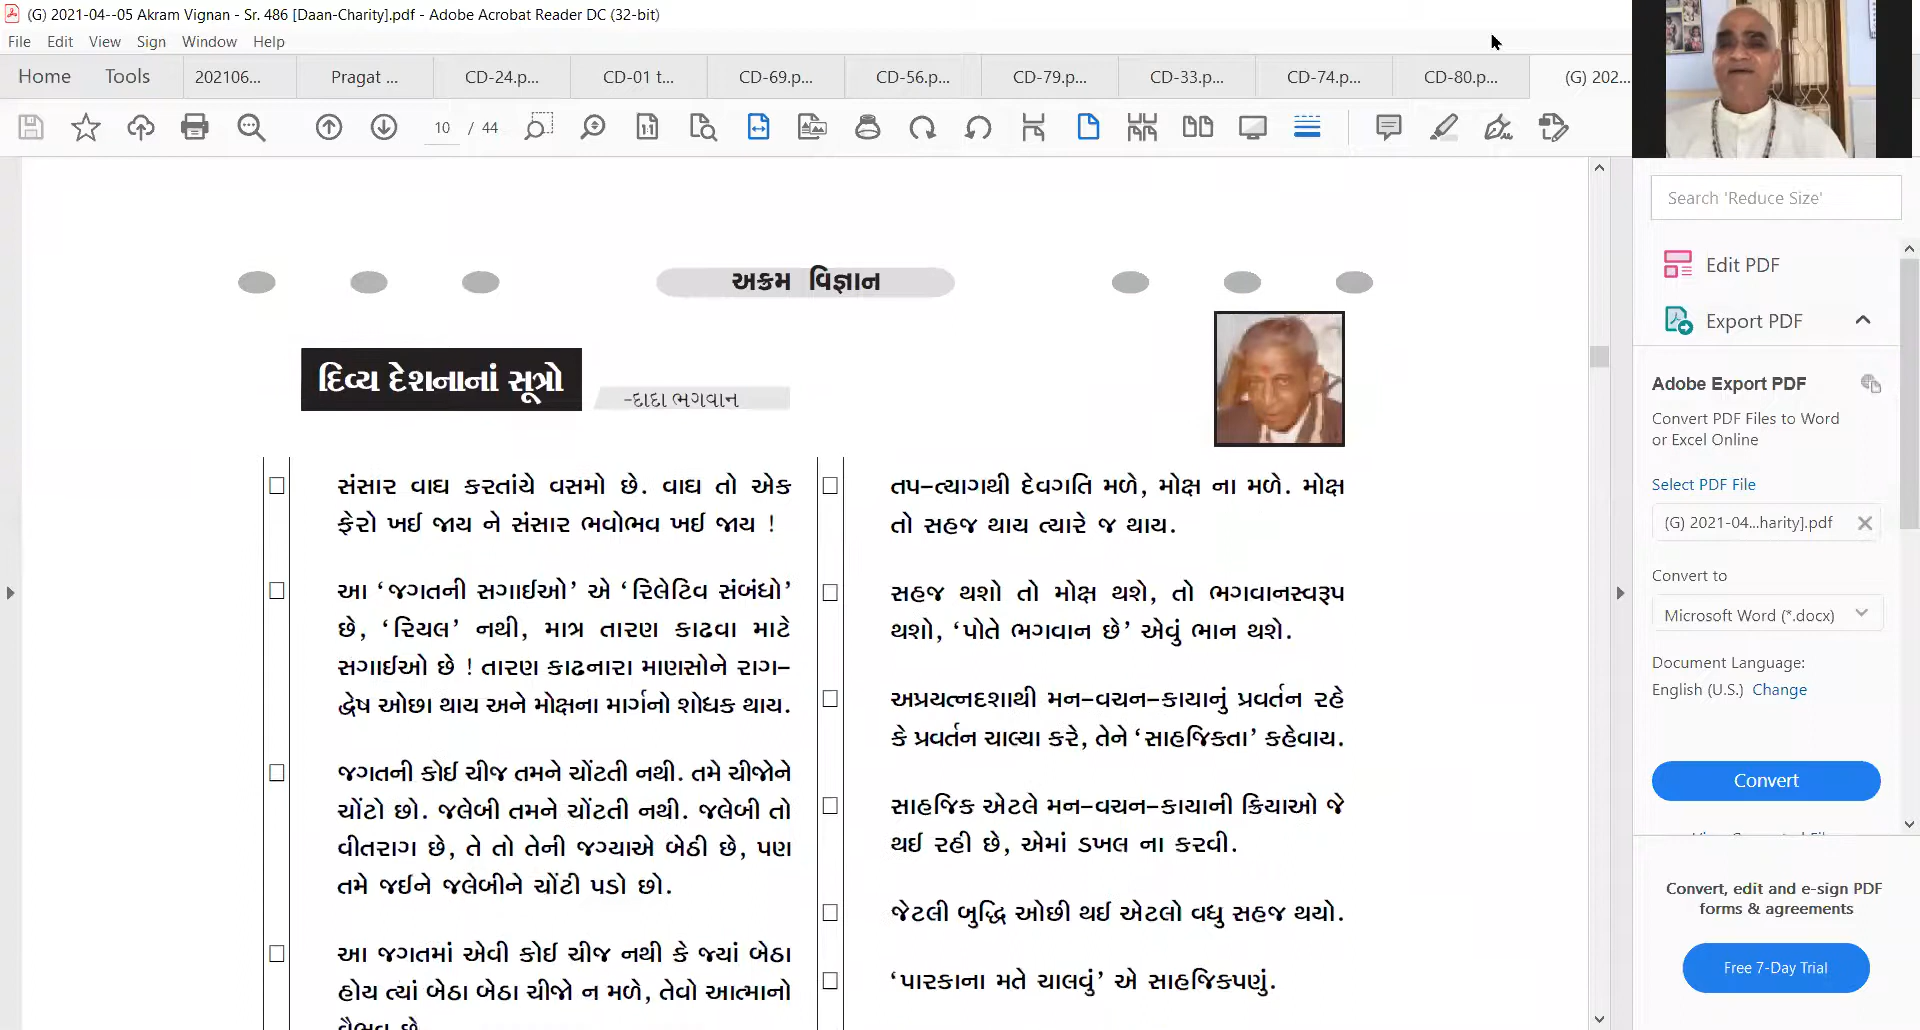 (G) 2021-04--05 Akram Vignan - Sr. 486 [Daan-Charity].pdf - Adobe Acrobat Reader DC (32-bit)
File Edit View Sign Window Help
Home Tools 202106... Pragat ... CD-24.p... CD-01 t... CD-69.p... CD-56.p... CD-79.p... CD-33.p... CD-74.p... CD-80.p... (G) 202...
10 / 44
Search 'Reduce Size'
Edit PDF
Export PDF
Adobe Export PDF
Convert PDF Files to Word
or Excel Online
Select PDF File
(G) 2021-04...harity].pdf
Convert to
Microsoft Word (*.docx)
Document Language:
English (U.S.) Change
Convert
Convert, edit and e-sign PDF
forms & agreements
Free 7-Day Trial
અક્રમ વિજ્ઞાન
દિવ્ય દેશનાનાં સૂત્રો
-દાદા ભગવાન
સંસાર વાઘ કરતાંયે વસમો છે. વાઘ તો એક
ફેરો ખઈ જાય ને સંસાર ભવોભવ ખઈ જાય !
આ ‘જગતની સગાઈઓ’ એ ‘રિલેટિવ સંબંધો’
છે, ‘રિયલ’ નથી, માત્ર તારણ કાઢવા માટે
સગાઈઓ છે ! તારણ કાઢનારા માણસોને રાગ-
દ્વેષ ઓછા થાય અને મોક્ષના માર્ગનો શોધક થાય.
જગતની કોઈ ચીજ તમને ચોંટતી નથી. તમે ચીજોને
ચોંટો છો. જલેબી તમને ચોંટતી નથી. જલેબી તો
વીતરાગ છે, તે તો તેની જગ્યાએ બેઠી છે, પણ
તમે જઈને જલેબીને ચોંટી પડો છો.
આ જગતમાં એવી કોઈ ચીજ નથી કે જ્યાં બેઠા
હોય ત્યાં બેઠા બેઠા ચીજો ન મળે, તેવો આત્માનો
તપ-ત્યાગથી દેવગતિ મળે, મોક્ષ ના મળે. મોક્ષ
તો સહજ થાય ત્યારે જ થાય.
સહજ થશો તો મોક્ષ થશે, તો ભગવાનસ્વરૂપ
થશો, ‘પોતે ભગવાન છે’ એવું ભાન થશે.
અપ્રયત્નદશાથી મન-વચન-કાયાનું પ્રવર્તન રહે
કે પ્રવર્તન ચાલ્યા કરે, તેને ‘સાહજિકતા’ કહેવાય.
સાહજિક એટલે મન-વચન-કાયાની ક્રિયાઓ જે
થઈ રહી છે, એમાં ડખલ ના કરવી.
જેટલી બુદ્ધિ ઓછી થઈ એટલો વધુ સહજ થયો.
‘પારકાના મતે ચાલવું’ એ સાહજિકપણું.